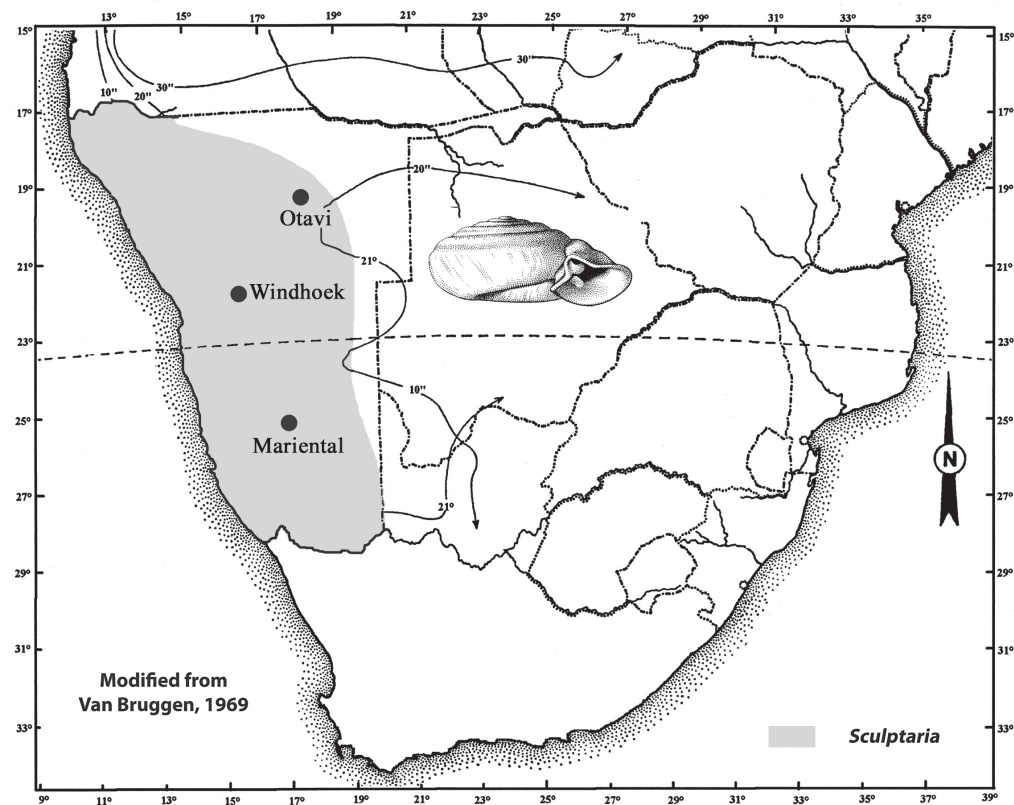 13° 15° 17° 19° 21° 23° 25° 27° 29° 31° 33° 35°
15° 15°
30"
10" 20" 30"
17° 17°
20"
19° 19°
Otavi
21°
21° 21°
Windhoek
23° 23°
10"
25° 25°
Mariental
N
27° 27°
21°
29° 29°
31° 31°
Modified from
Van Bruggen, 1969
33° 33°
Sculptaria
9° 11° 13° 15° 17° 19° 21° 23° 25° 27° 29° 31° 33° 35° 37° 39°